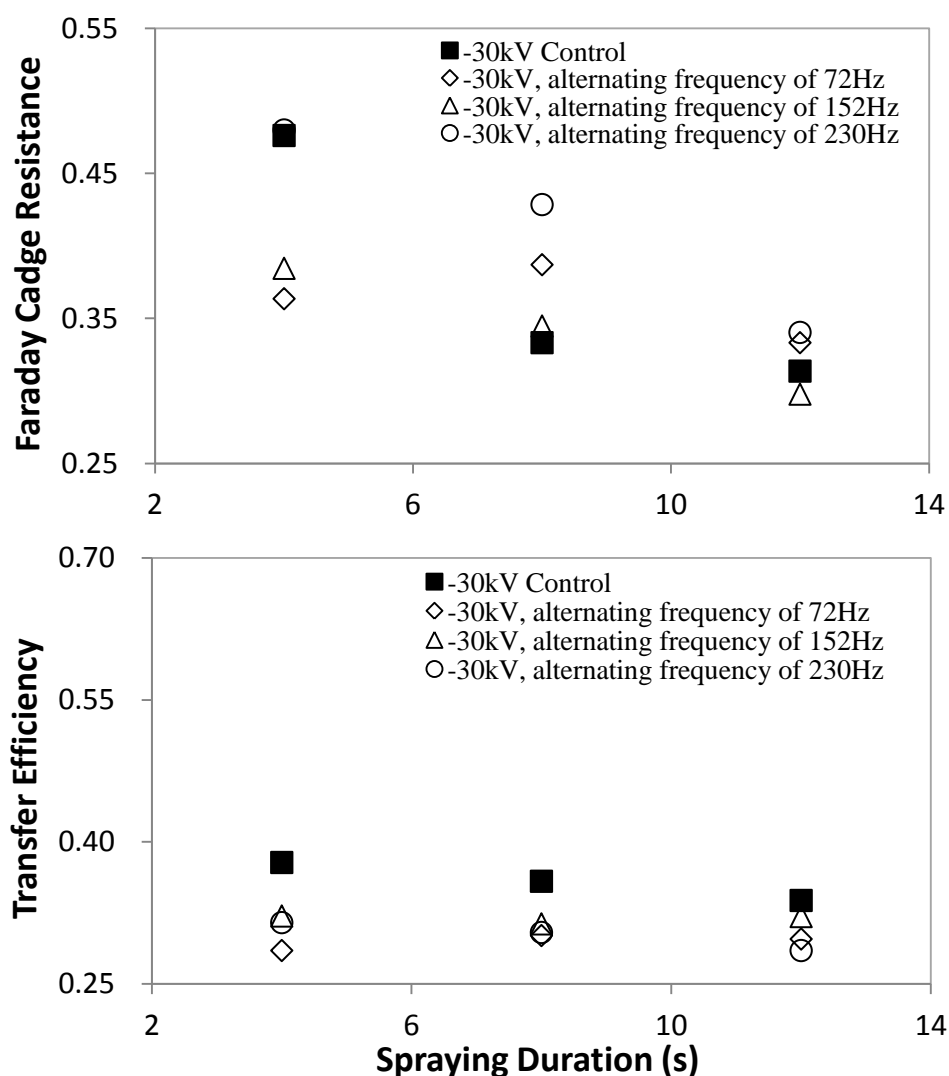 0.55
0.45
0.35
0.25
Faraday Cadge Resistance
-30kV Control
-30kV, alternating frequency of 72Hz
-30kV, alternating frequency of 152Hz
-30kV, alternating frequency of 230Hz
2 6 10 14
0.70
0.55
0.40
0.25
Transfer Efficiency
-30kV Control
-30kV, alternating frequency of 72Hz
-30kV, alternating frequency of 152Hz
-30kV, alternating frequency of 230Hz
2 6 10 14
Spraying Duration (s)